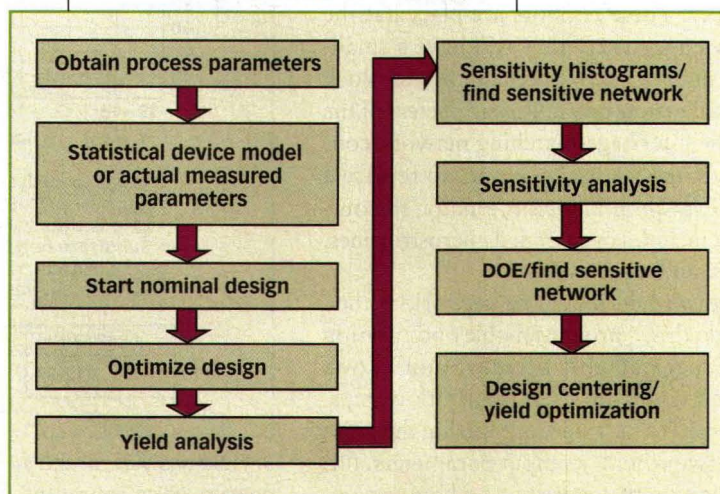 Obtain process parameters
Statistical device model
or actual measured
parameters
Start nominal design
Optimize design
Yield analysis
Sensitivity histograms/
find sensitive network
Sensitivity analysis
DOE/find sensitive
network
Design centering/
yield optimization